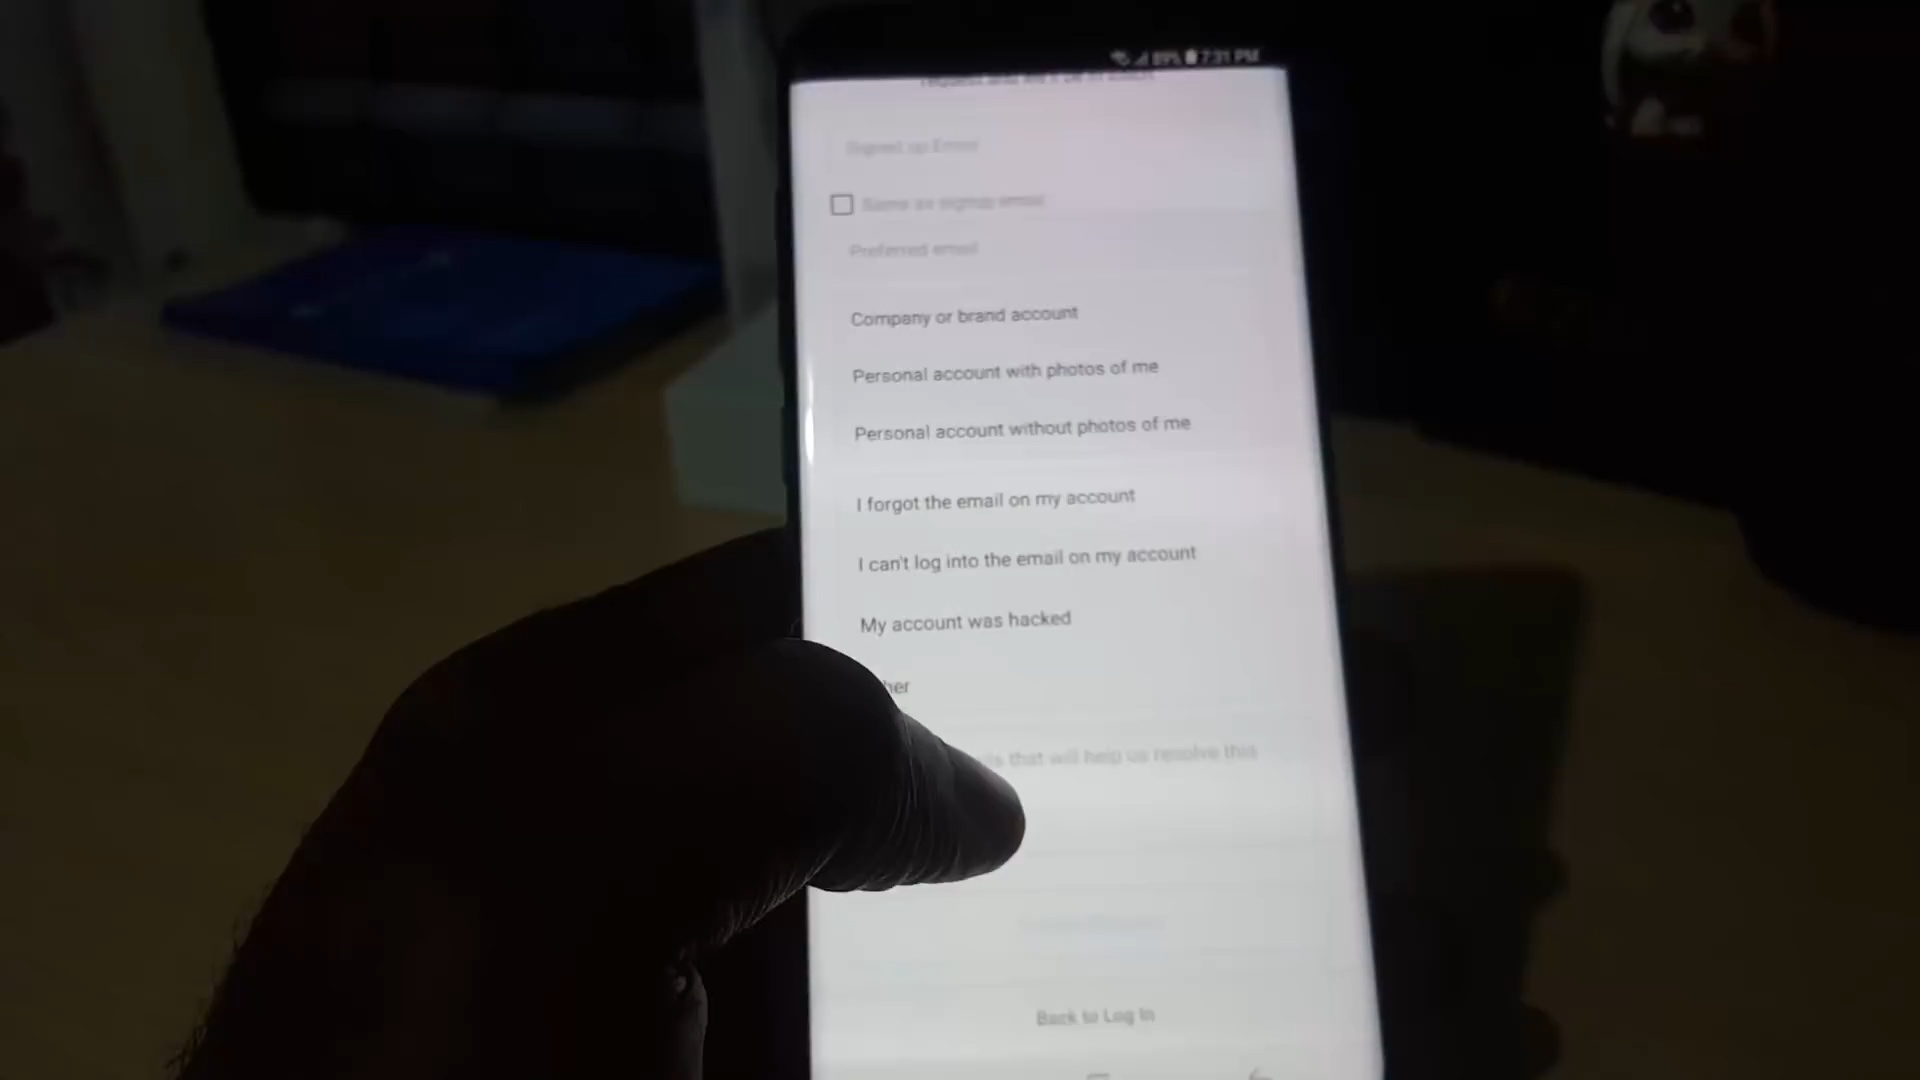 89% 7:31 PM
Signed up Email
Same as signup email
Preferred email
Company or brand account
Personal account with photos of me
Personal account without photos of me
I forgot the email on my account
I can't log into the email on my account
My account was hacked
her
that will help us resolve this
Back to Log In